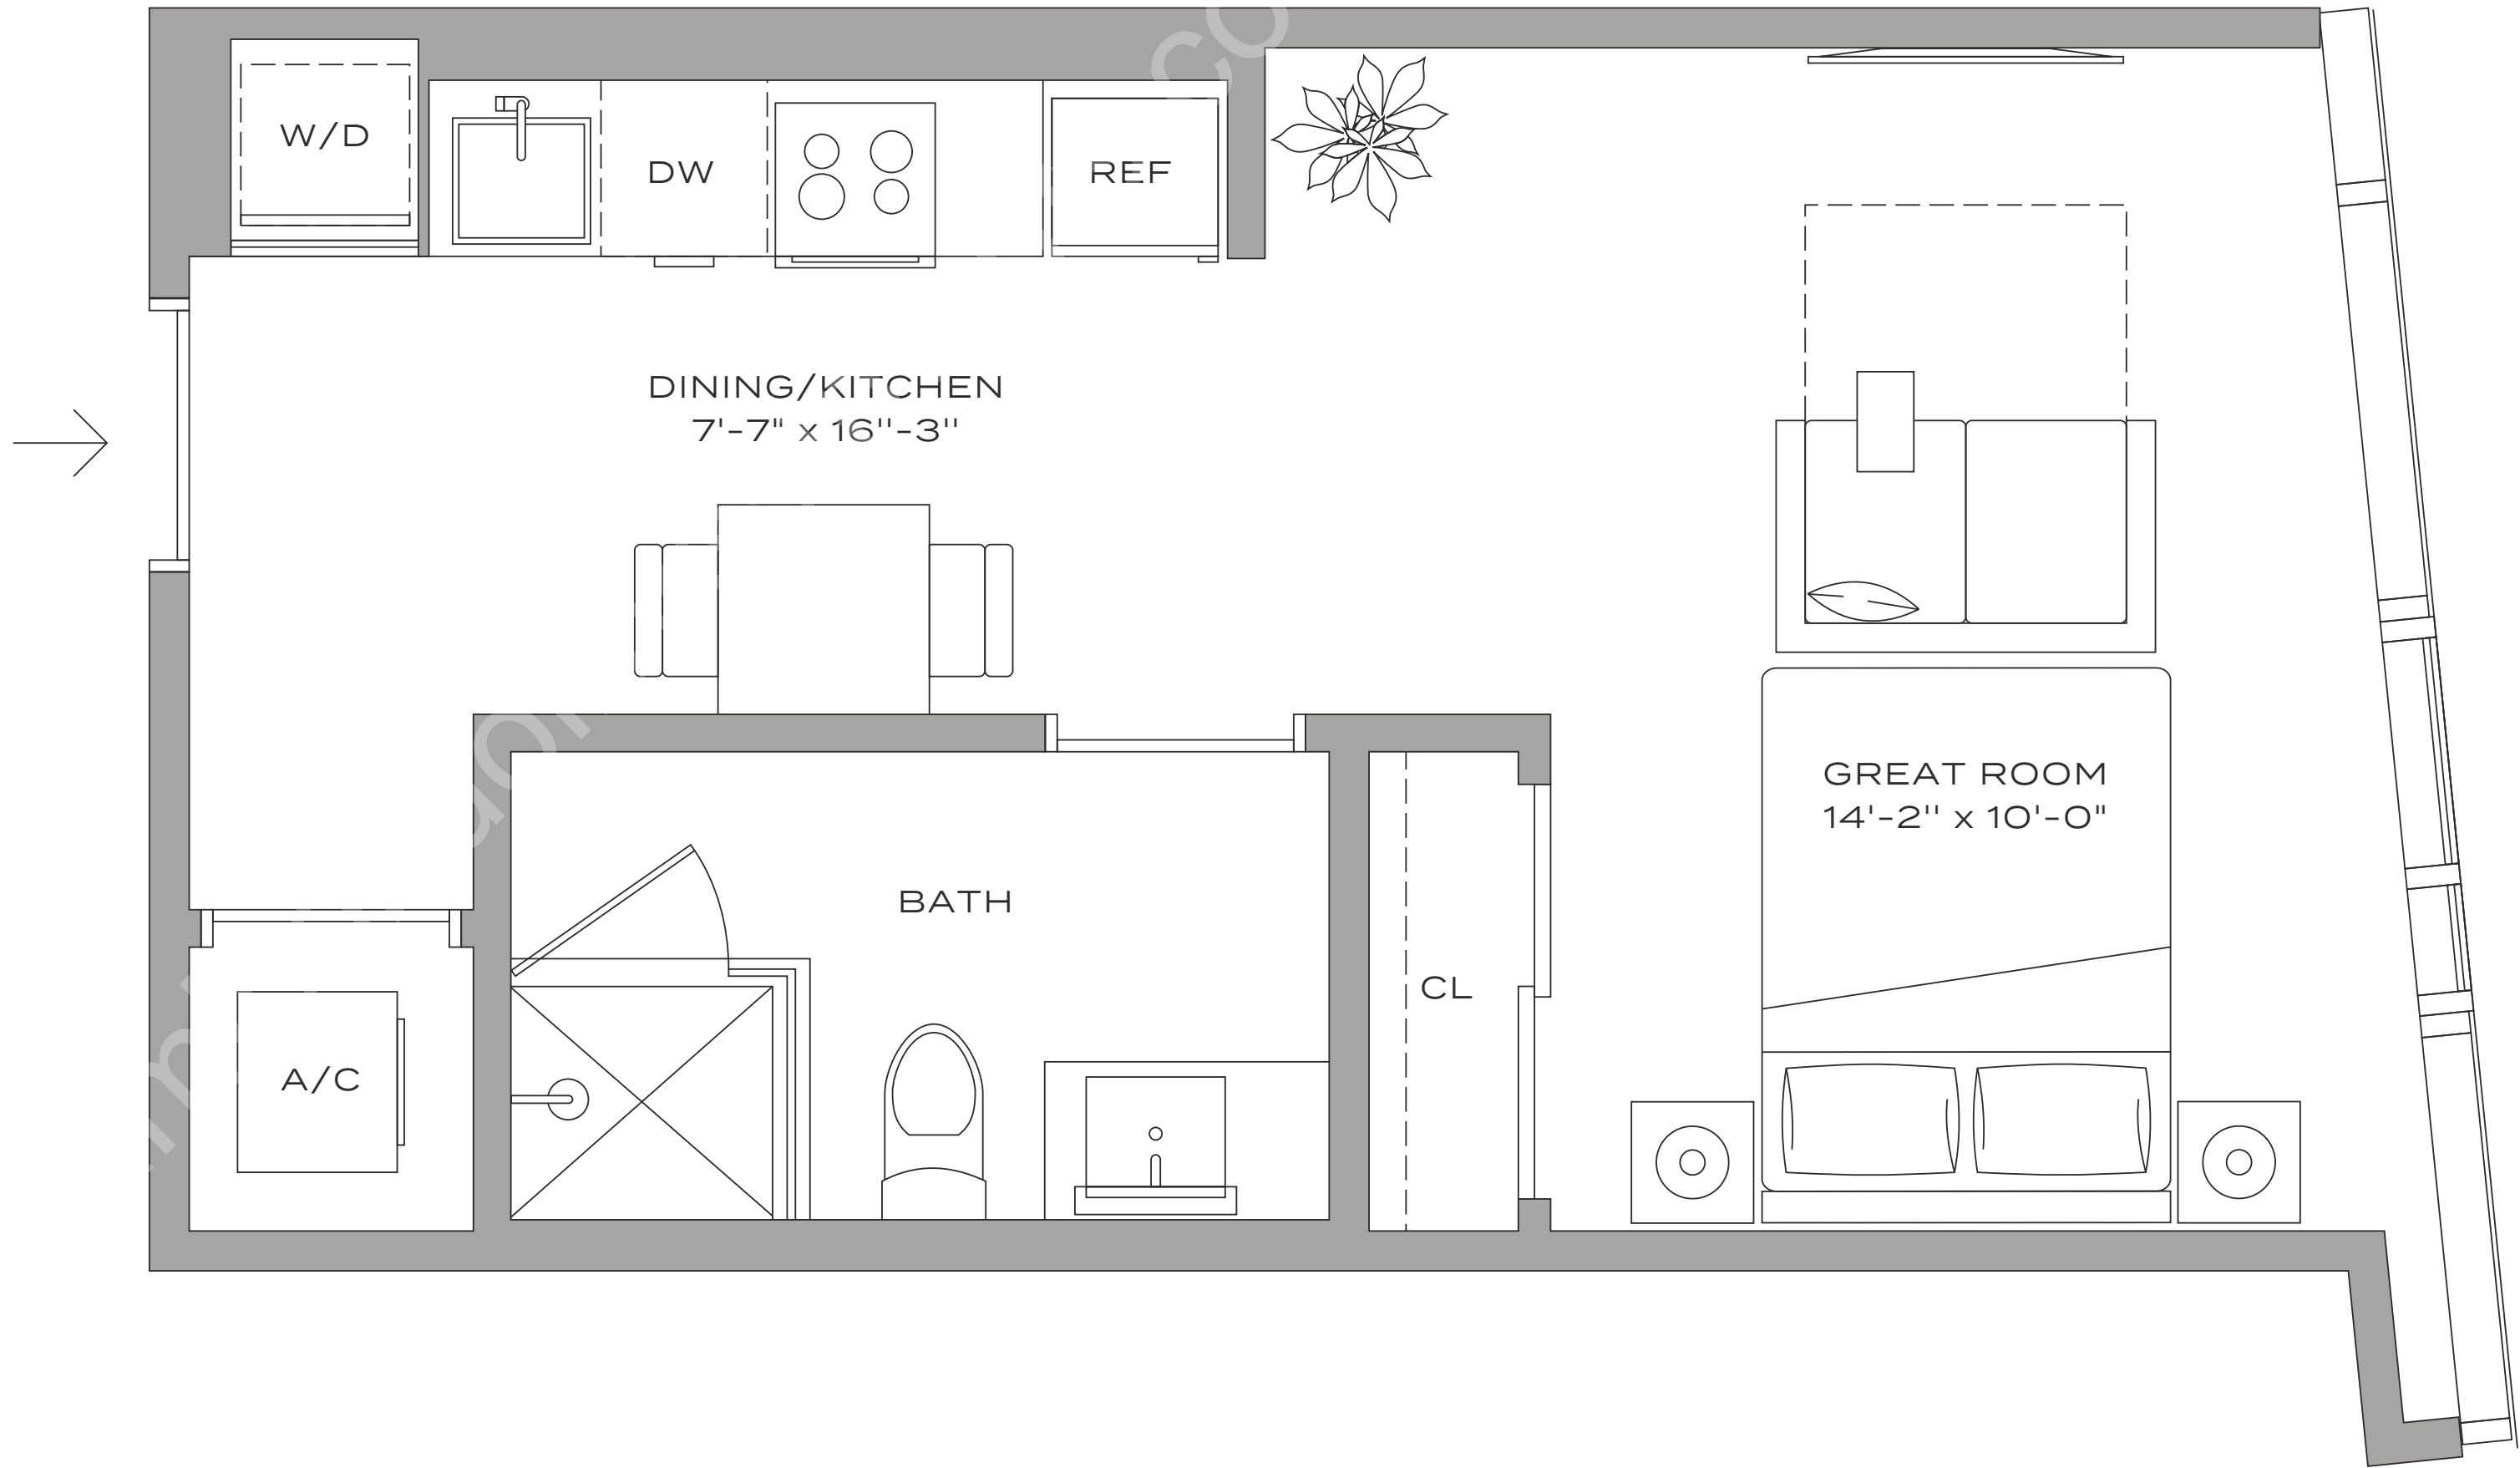 W/D
DW
REF
DINING/KITCHEN
7'-7" x 16''-3''
GREAT ROOM
14'-2'' x 10'-0"
BATH
CL
A/C